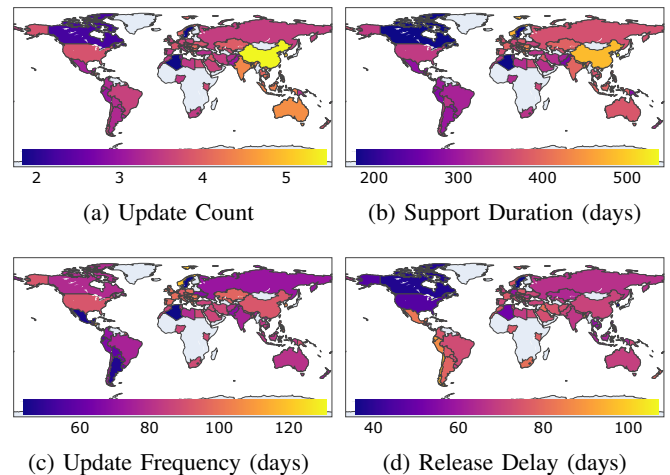 2 3 4 5
200 300 400 500
(a) Update Count (b) Support Duration (days)
60 80 100 120
40 60 80 100
(c) Update Frequency (days) (d) Release Delay (days)